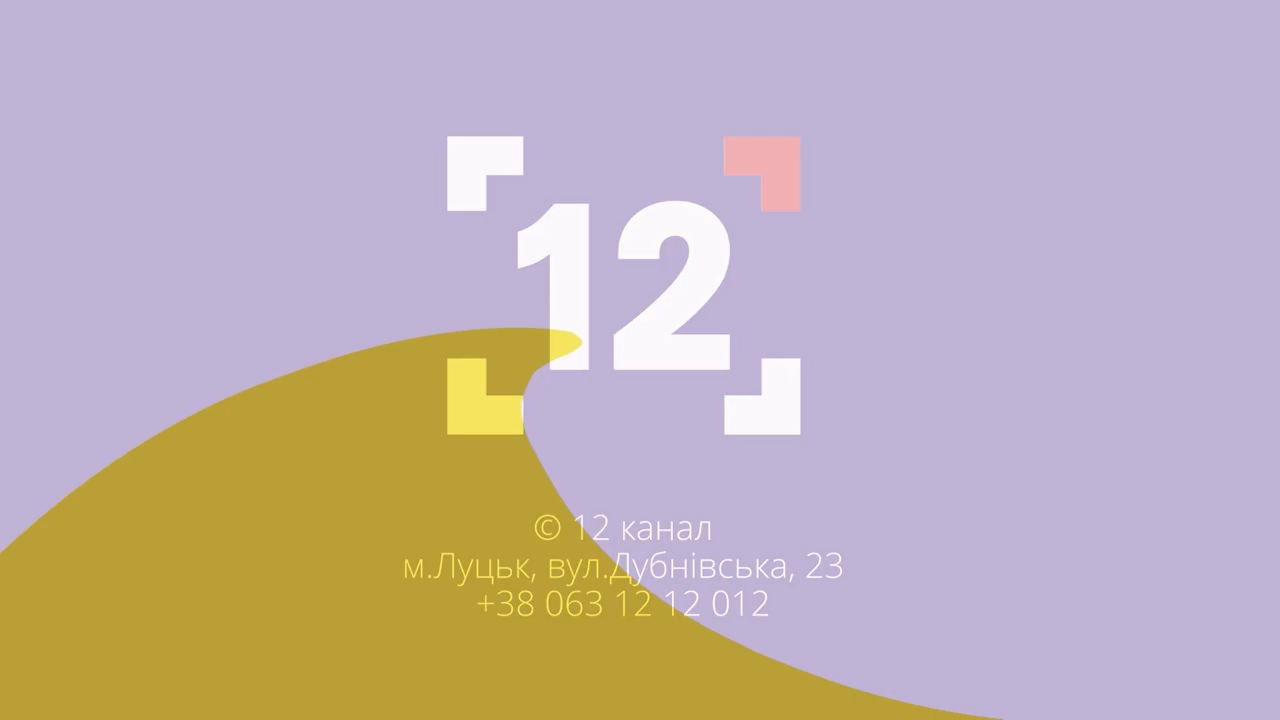 12
© 12 канал
м.Луцьк, вул.Дубнівська, 23
+38 063 12 12 012